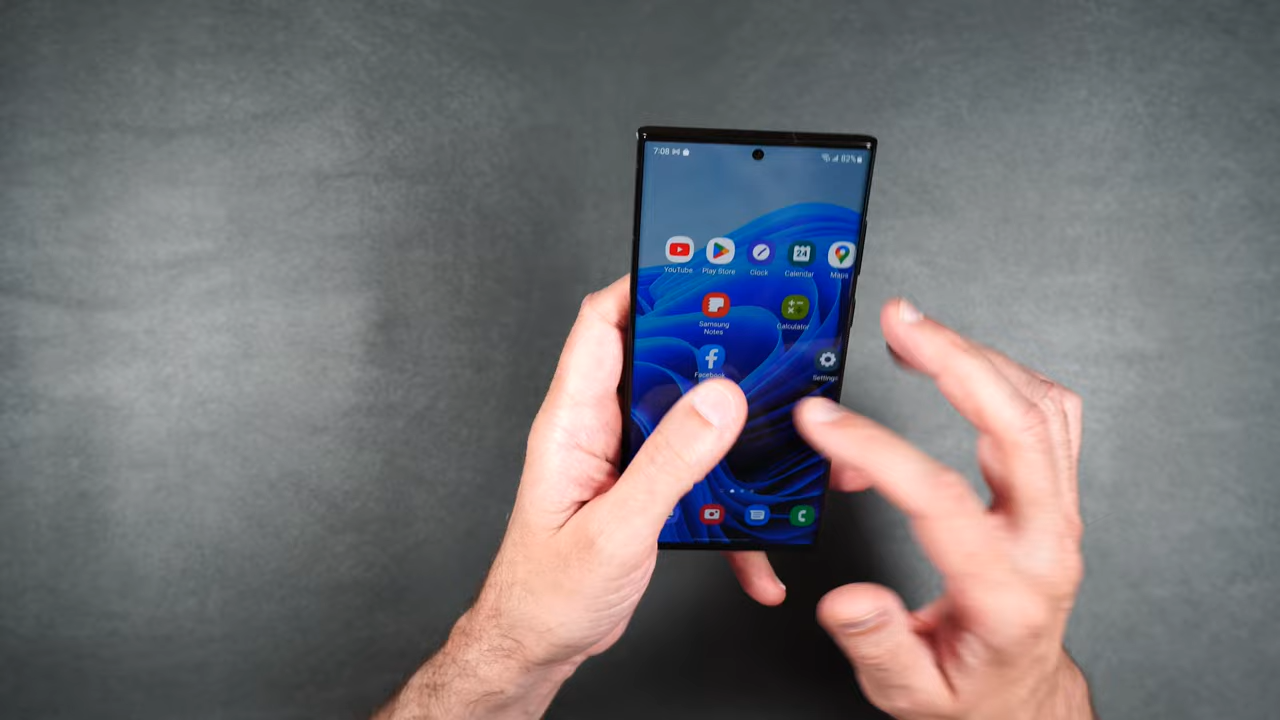 7:08
82%
YouTube Play Store Clock Calendar Maps
24
Samsung Notes
Calculator
Facebook
Settings